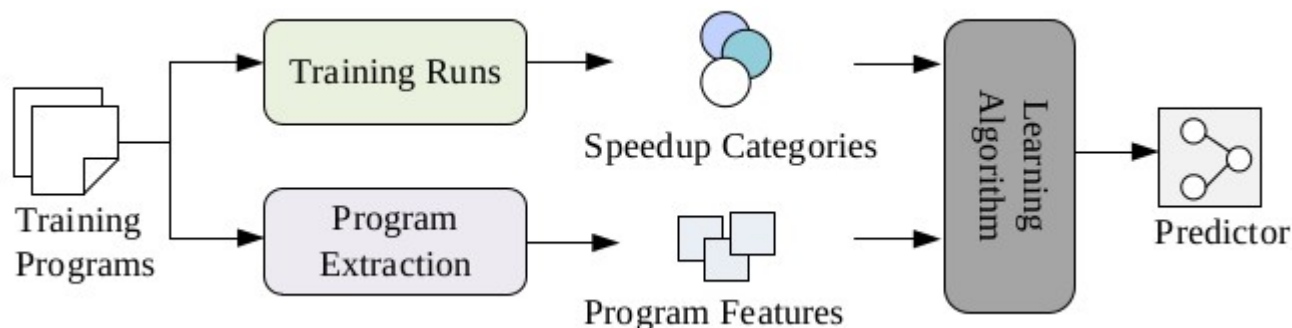 Training Runs
Speedup Categories
Training
Programs
Program
Extraction
Program Features
Learning
Algorithm
Predictor